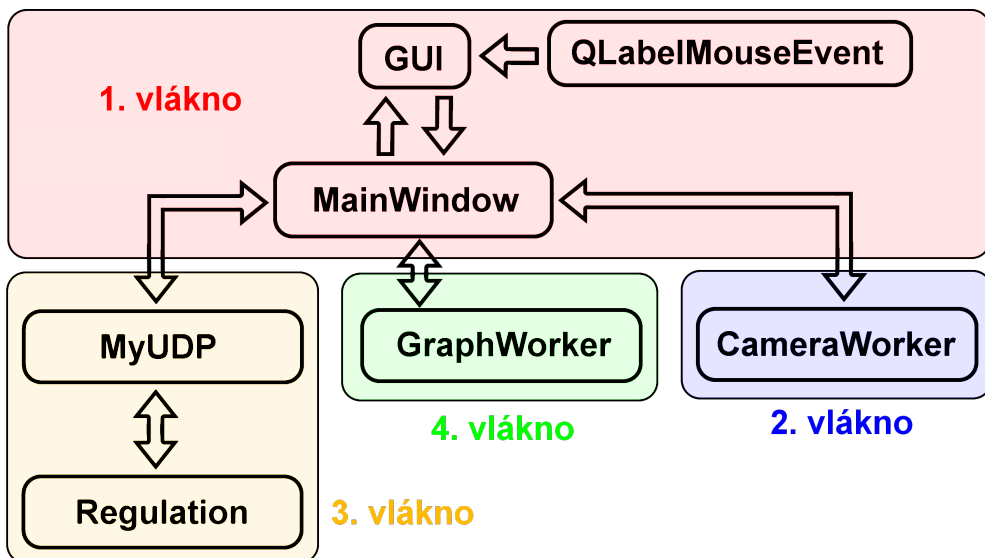 GUI
QLabelMouseEvent
1. vlákno
MainWindow
MyUDP
GraphWorker
CameraWorker
4. vlákno
2. vlákno
Regulation
3. vlákno